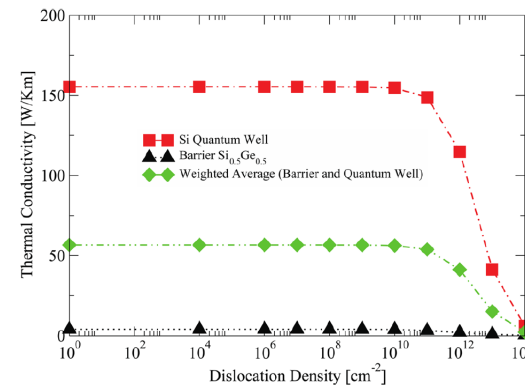 200
150
100
50
0
Thermal Conductivity [W/Km]
Si Quantum Well
Barrier Si0.5Ge0.5
Weighted Average (Barrier and Quantum Well)
10^0 10^2 10^4 10^6 10^8 10^10 10^12
Dislocation Density [cm^-2]